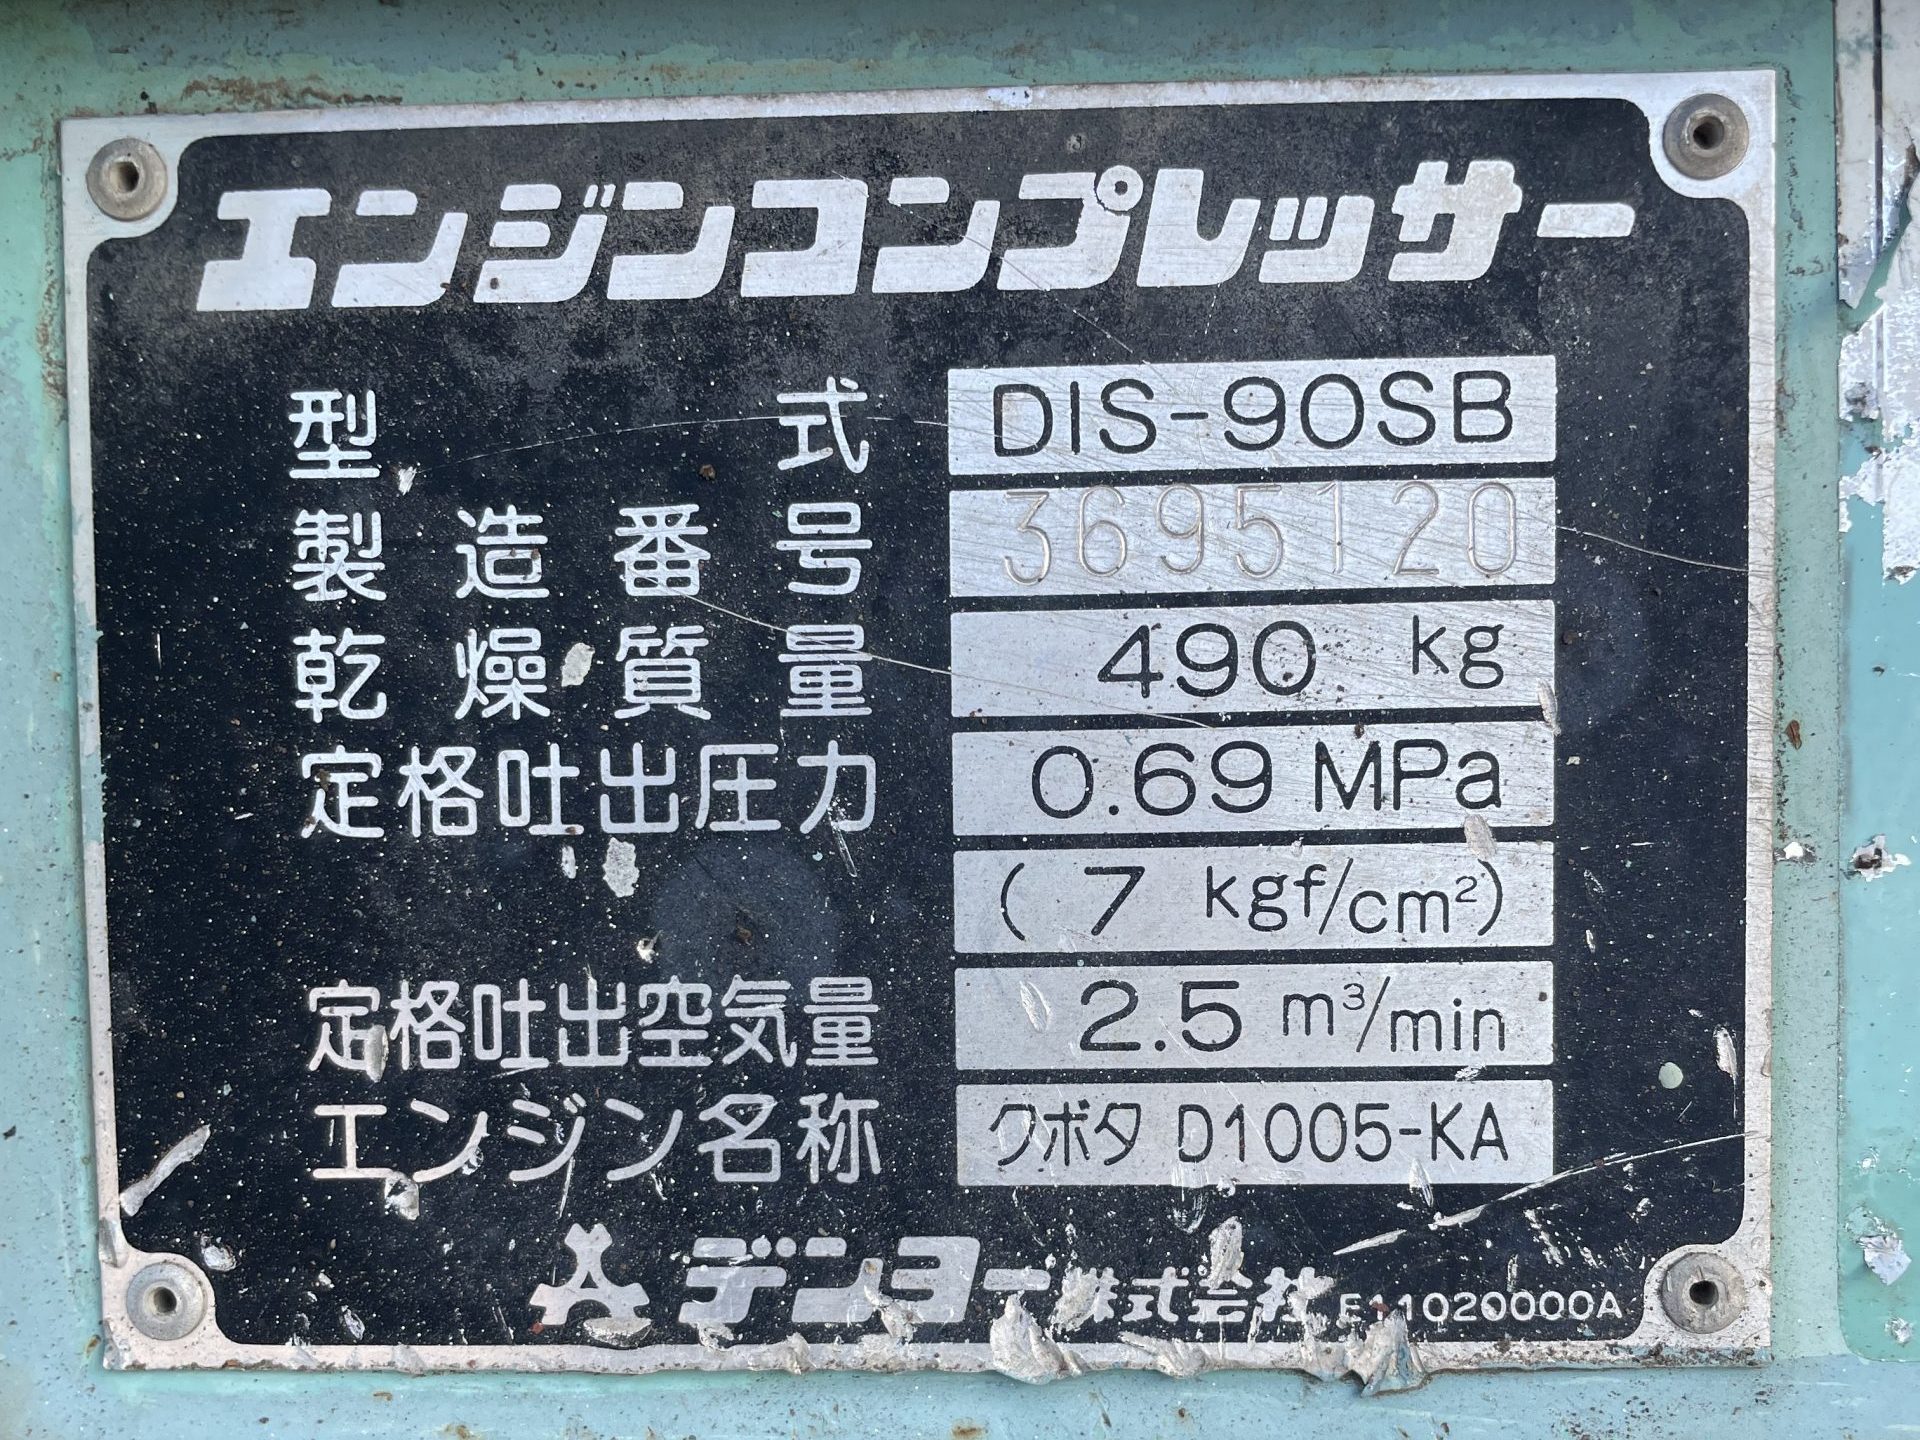 エンジンコンプレッサー
型式 DIS-90SB
製造番号 3695120
乾燥質量 490 kg
定格吐出圧力 0.69 MPa
( 7 kgf/cm²)
定格吐出空気量 2.5 m³/min
エンジン名称 クボタ D1005-KA
デンヨー株式会社 E11020000A